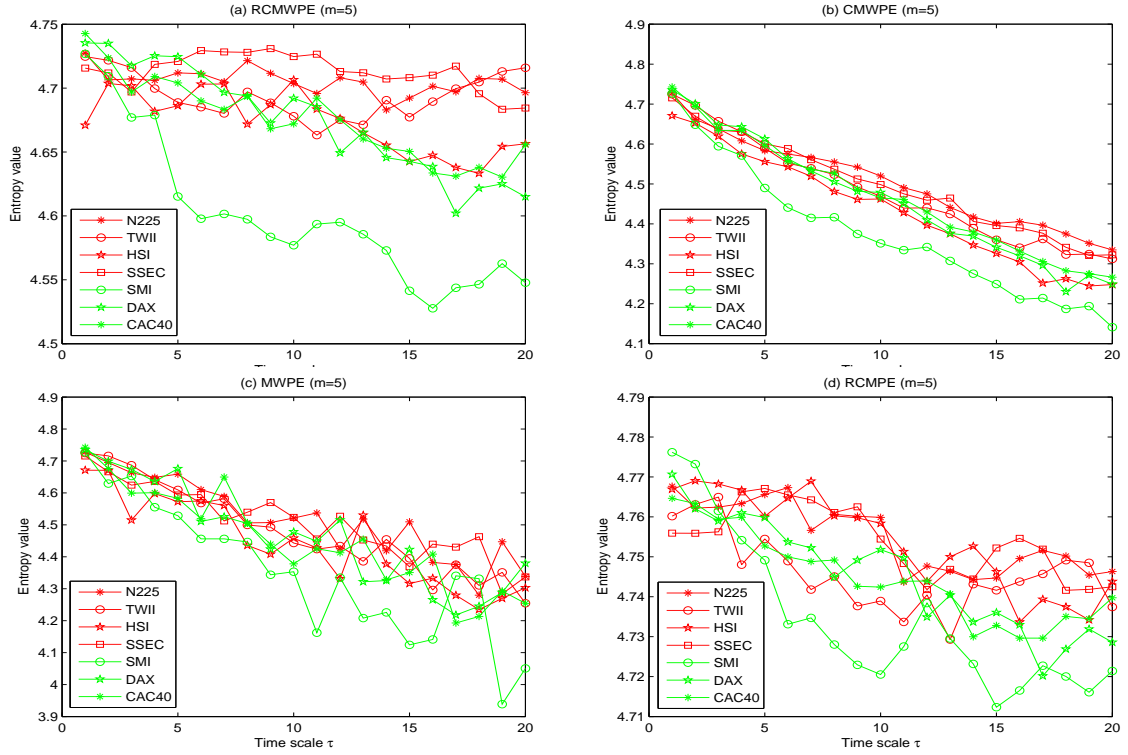 (a) RCMWPE (m=5)
4.75
4.7
4.65
4.6
4.55
4.5
Entropy value
N225
TWII
HSI
SSEC
SMI
DAX
CAC40
0
5
10
15
20
(b) CMWPE (m=5)
4.9
4.8
4.7
4.6
4.5
4.4
4.3
4.2
4.1
Entropy value
N225
TWII
HSI
SSEC
SMI
DAX
CAC40
0
5
10
15
20
(c) MWPE (m=5)
4.9
4.8
4.7
4.6
4.5
4.4
4.3
4.2
4.1
4
3.9
Entropy value
N225
TWII
HSI
SSEC
SMI
DAX
CAC40
0
5
10
15
20
Time scale τ
(d) RCMPE (m=5)
4.79
4.78
4.77
4.76
4.75
4.74
4.73
4.72
4.71
Entropy value
N225
TWII
HSI
SSEC
SMI
DAX
CAC40
0
5
10
15
20
Time scale τ